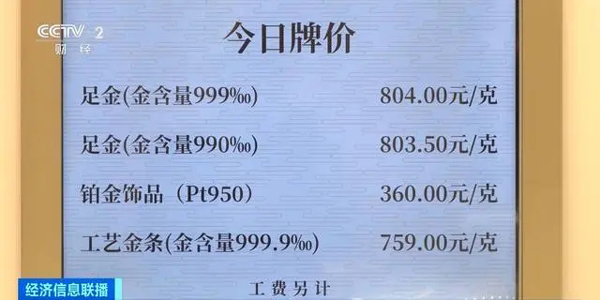 CCTV 2
财经
今日牌价
足金(金含量999‰) 804.00元/克
足金(金含量990‰) 803.50元/克
铂金饰品（Pt950） 360.00元/克
工艺金条(金含量999.9‰) 759.00元/克
工费另计
经济信息联播